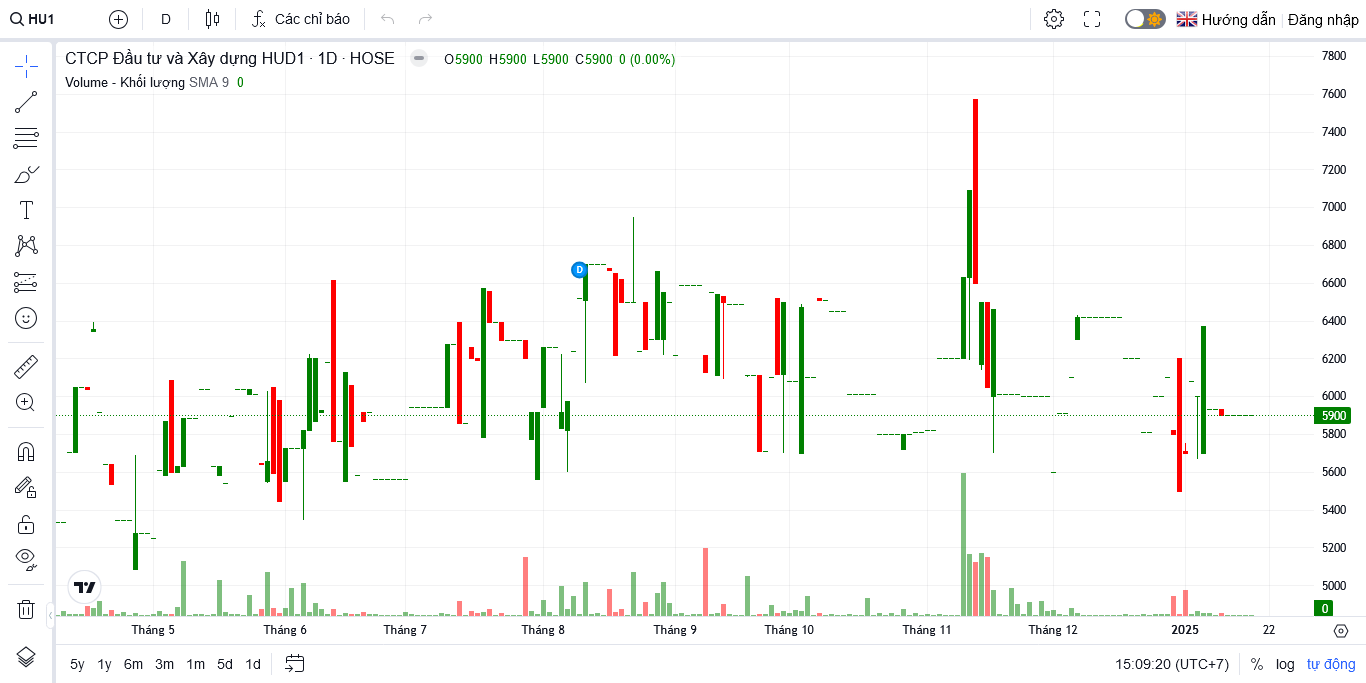 HU1 D Các chỉ báo Hướng dẫn Đăng nhập
CTCP Đầu tư và Xây dựng HUD1 · 1D · HOSE O5900 H5900 L5900 C5900 0 (0.00%)
Volume - Khối lượng SMA 9 0
7800
7600
7400
7200
7000
6800
6600
6400
6200
6000
5900
5800
5600
5400
5200
5000
0
D
Tháng 5 Tháng 6 Tháng 7 Tháng 8 Tháng 9 Tháng 10 Tháng 11 Tháng 12 2025 22
5y 1y 6m 3m 1m 5d 1d 15:09:20 (UTC+7) % log tự động